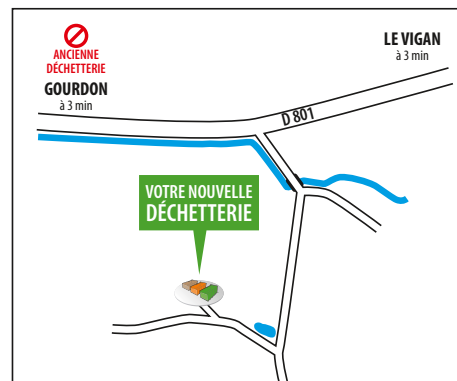 ANCIENNE
DÉCHETTERIE
GOURDON
à 3 min
LE VIGAN
à 3 min
D 801
VOTRE NOUVELLE
DÉCHETTERIE